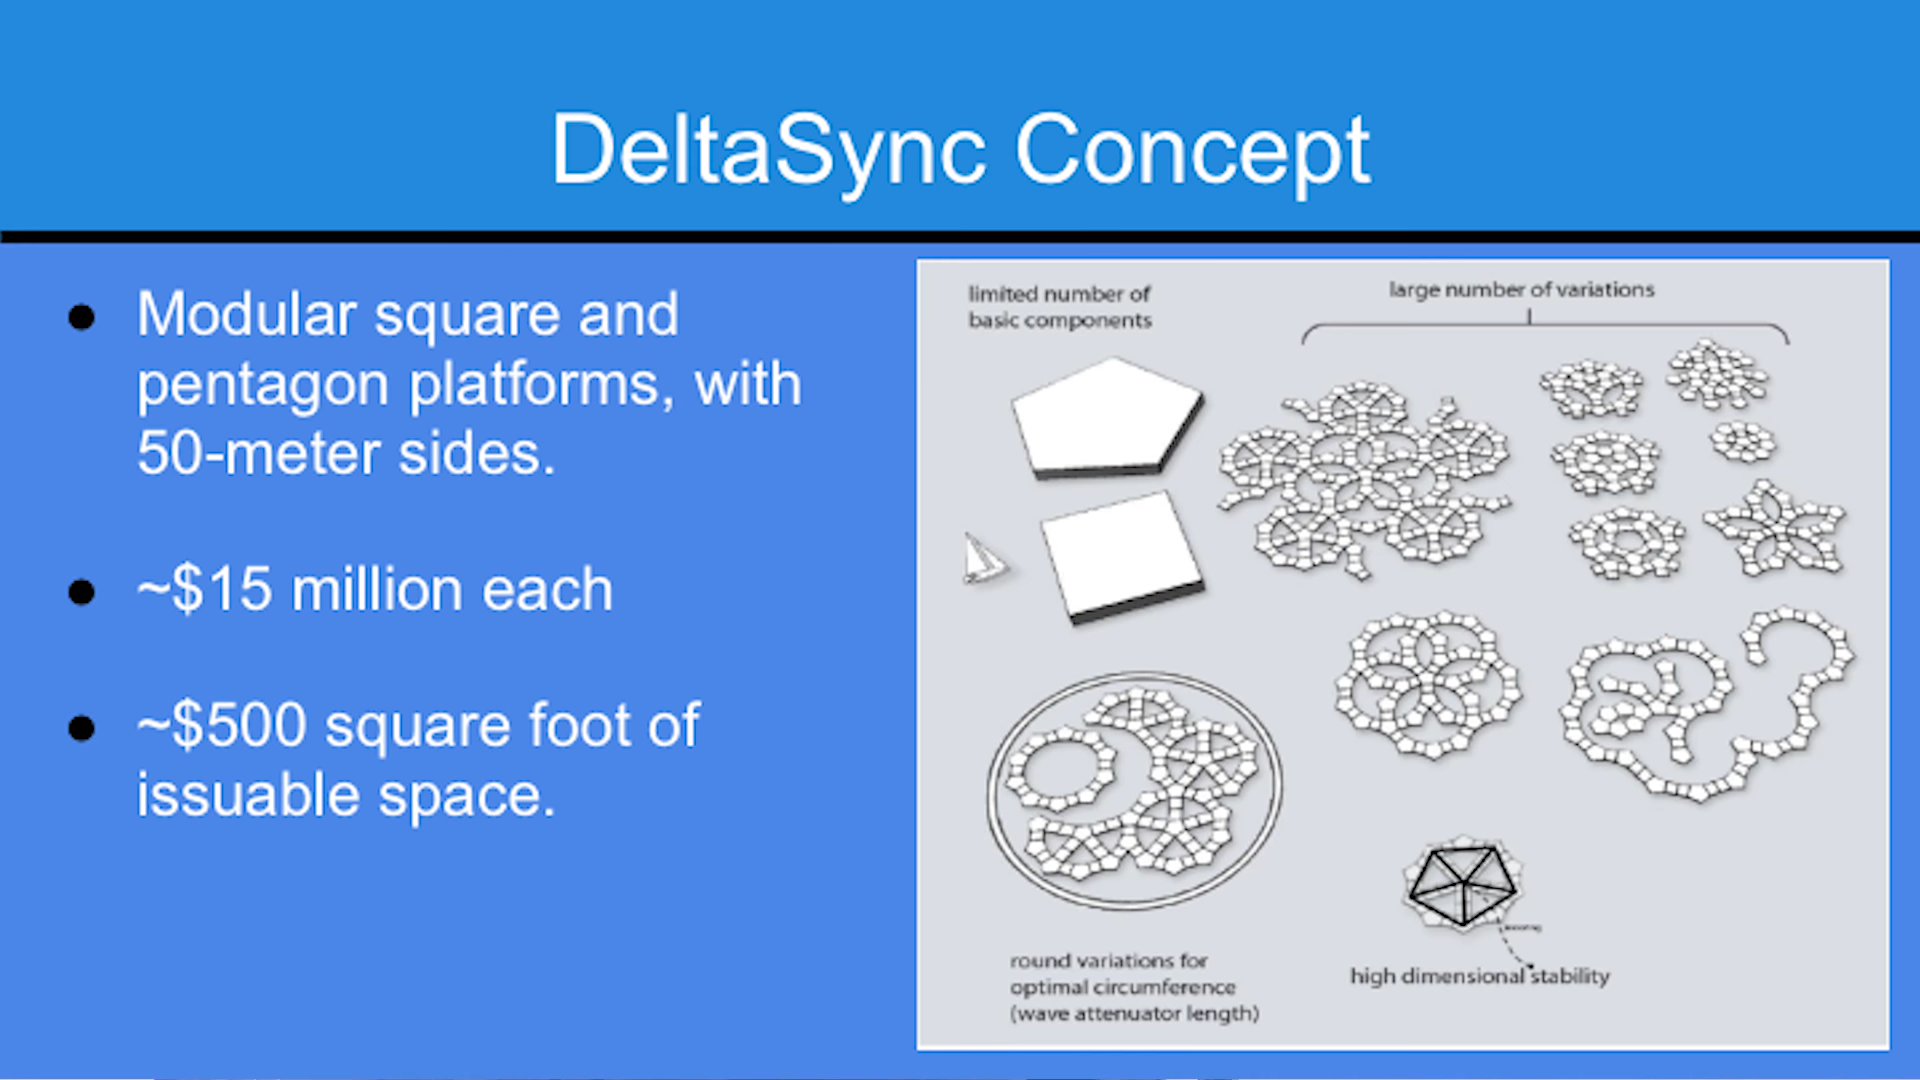 DeltaSync Concept
● Modular square and
pentagon platforms, with
50-meter sides.
● ~$15 million each
● ~$500 square foot of
issuable space.
limited number of
basic components
large number of variations
round variations for
optimal circumference
(wave attenuator length)
high dimensional stability